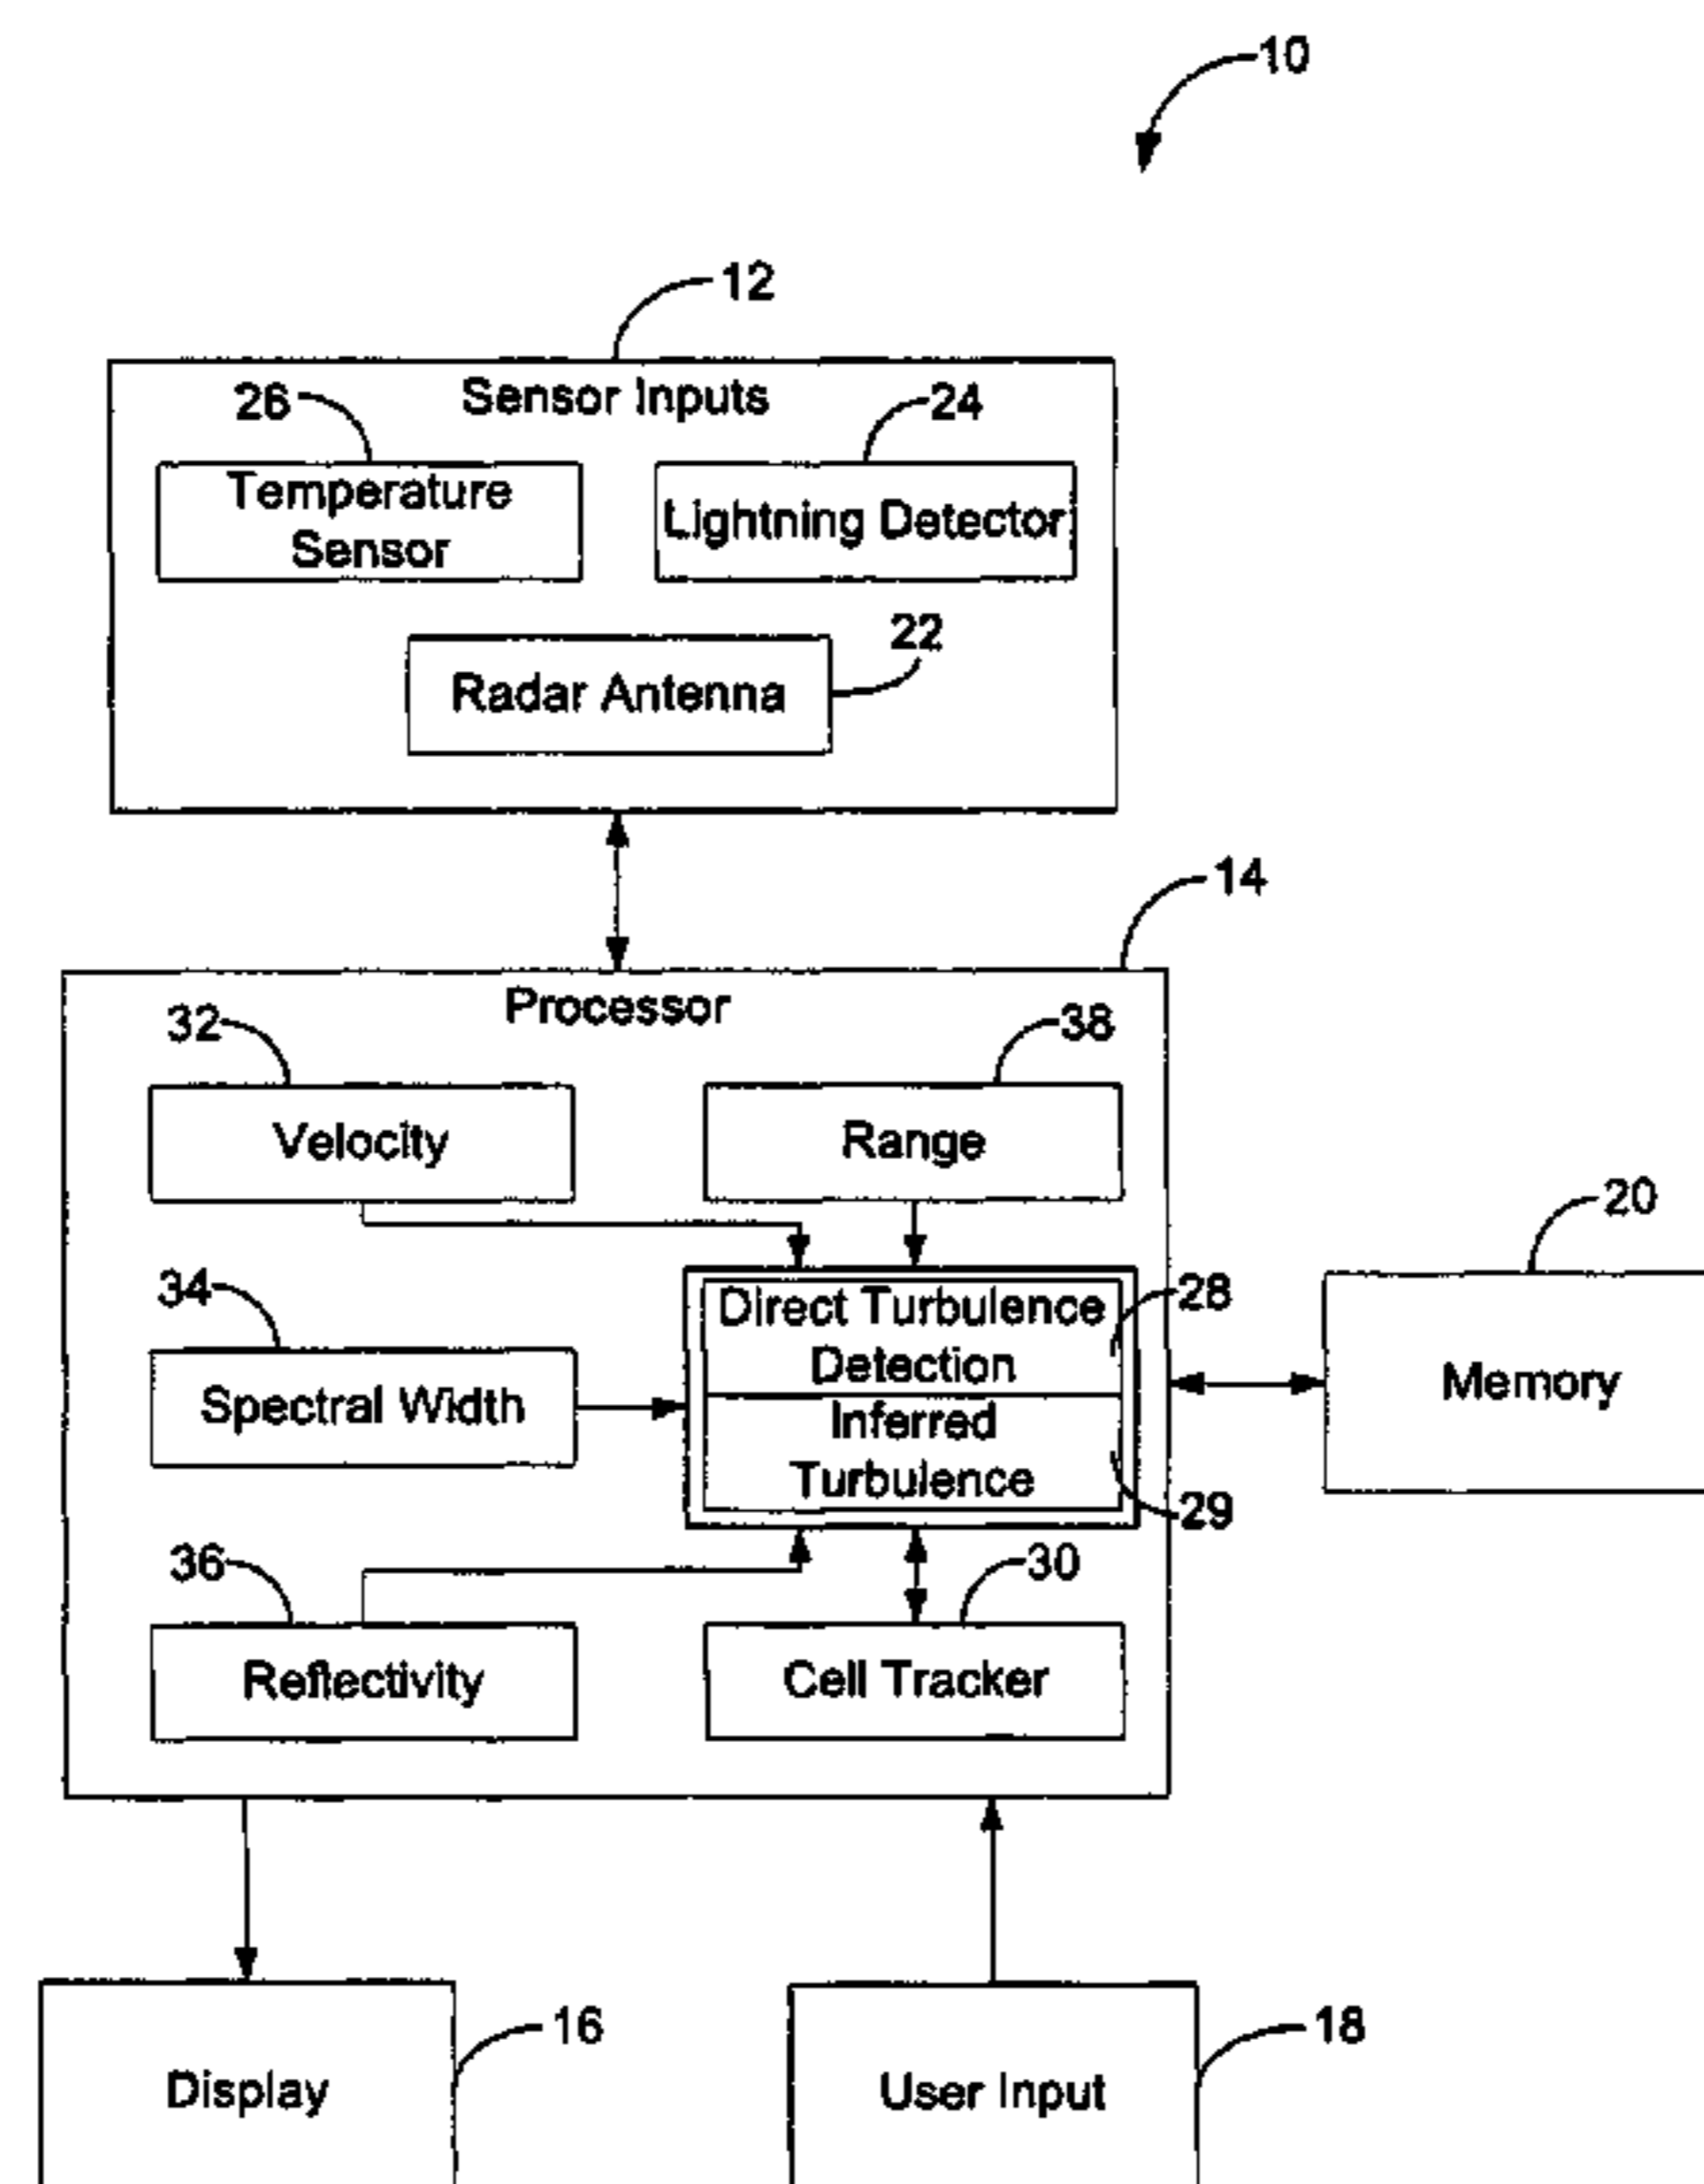 10
12
Sensor Inputs
26
24
Temperature
Sensor
Lightning Detector
22
Radar Antenna
14
Processor
32
38
Velocity
Range
20
34
28
Direct Turbulence
Detection
Memory
Spectral Width
Inferred
Turbulence
29
36
30
Reflectivity
Cell Tracker
16
18
Display
User Input